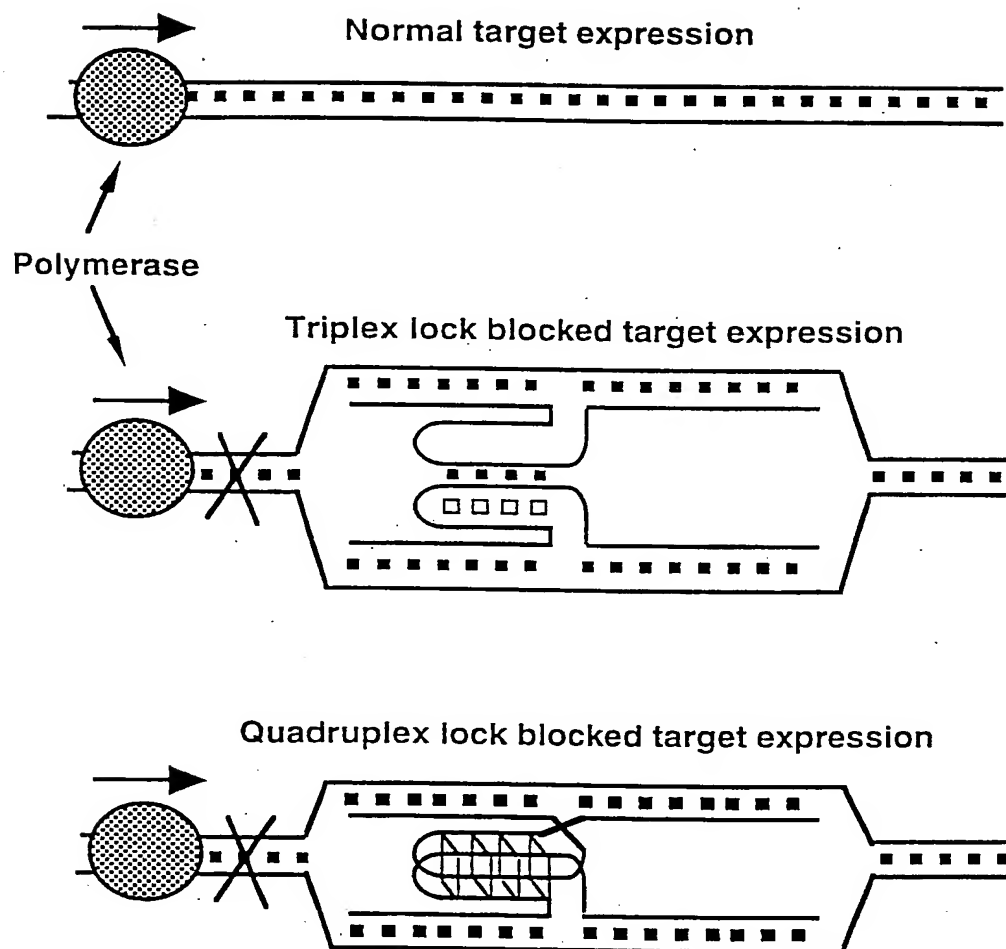 Normal target expression
Polymerase
Triplex lock blocked target expression
Quadruplex lock blocked target expression